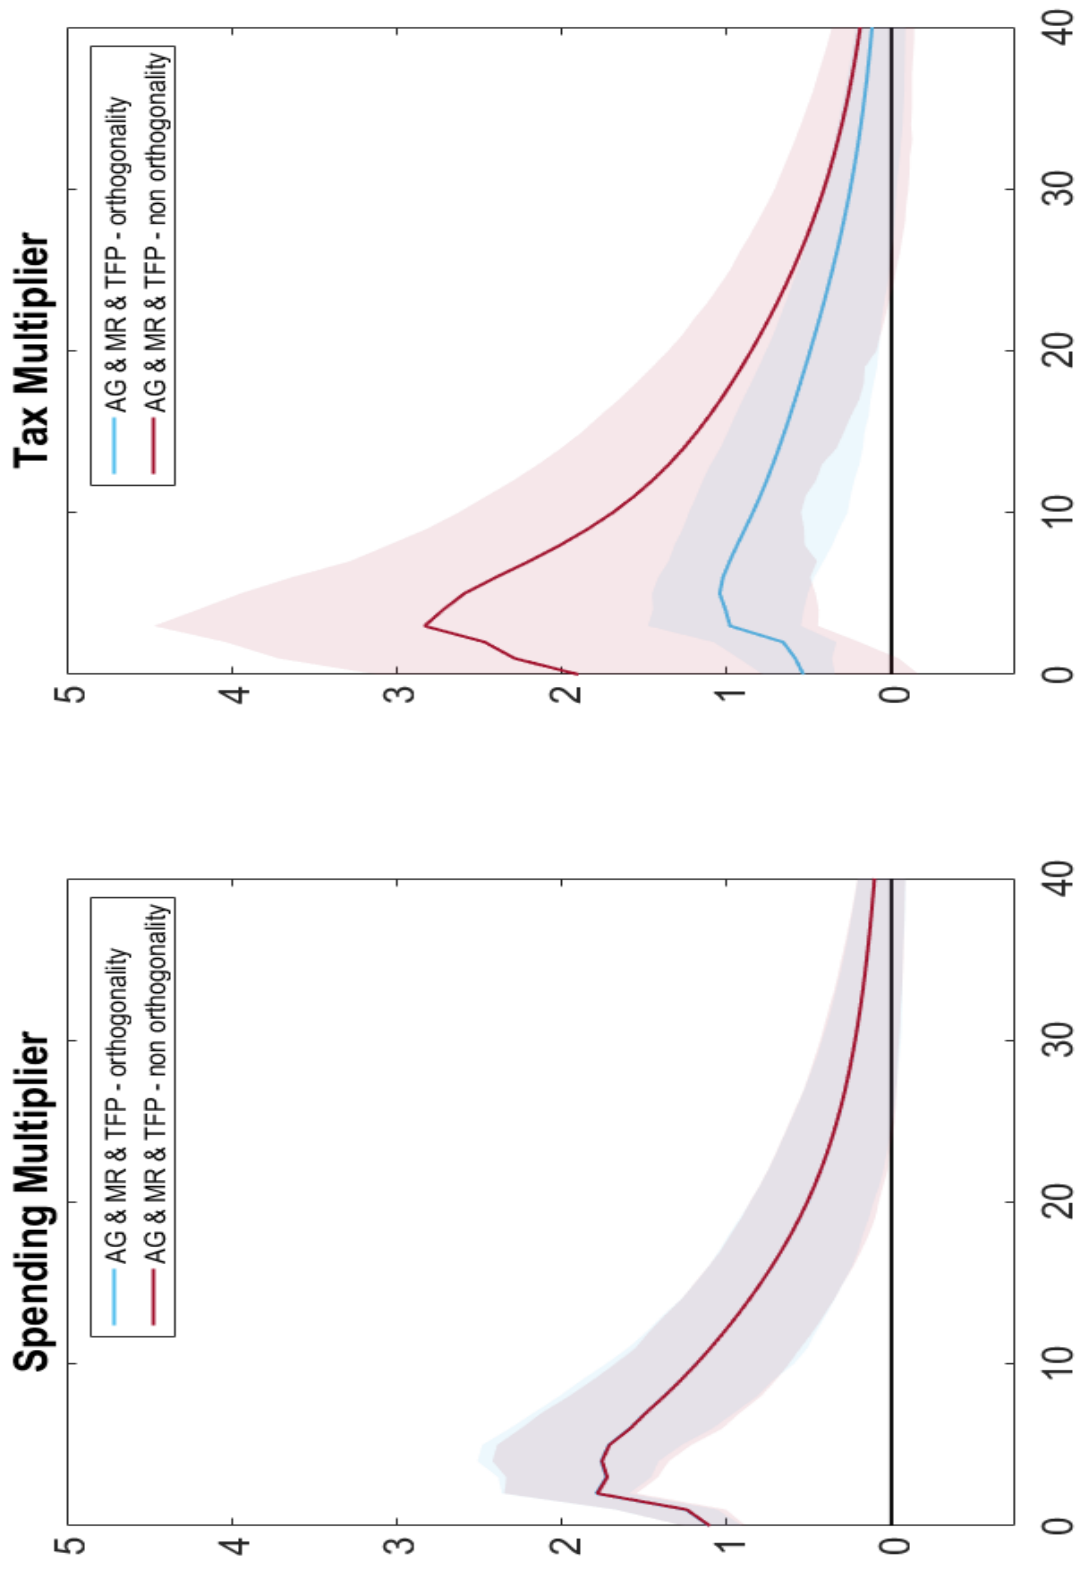 Spending Multiplier
AG & MR & TFP - orthogonality
AG & MR & TFP - non orthogonality
5
4
3
2
1
0
0 10 20 30 40
Tax Multiplier
AG & MR & TFP - orthogonality
AG & MR & TFP - non orthogonality
5
4
3
2
1
0
0 10 20 30 40